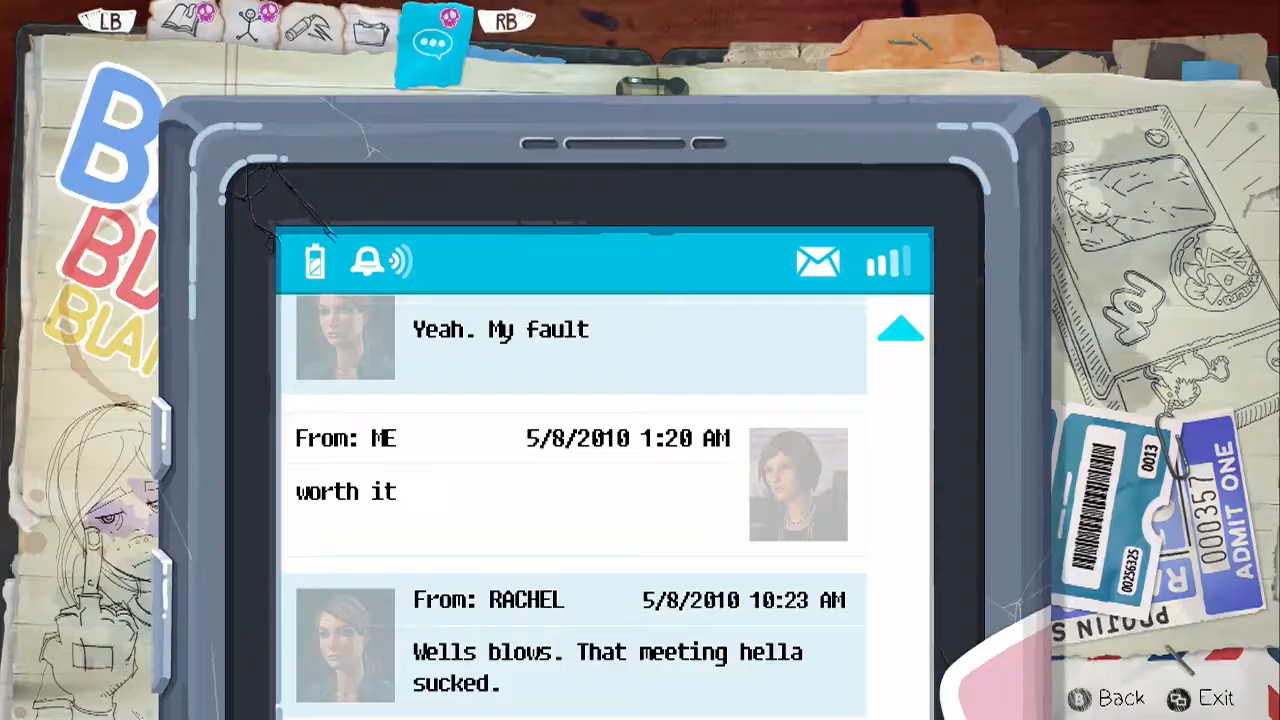 LB
RB
Yeah. My fault
From: ME 5/8/2010 1:20 AM
worth it
From: RACHEL 5/8/2010 10:23 AM
Wells blows. That meeting hella
sucked.
0013
00256325
000357
ADMIT ONE
Back
Exit